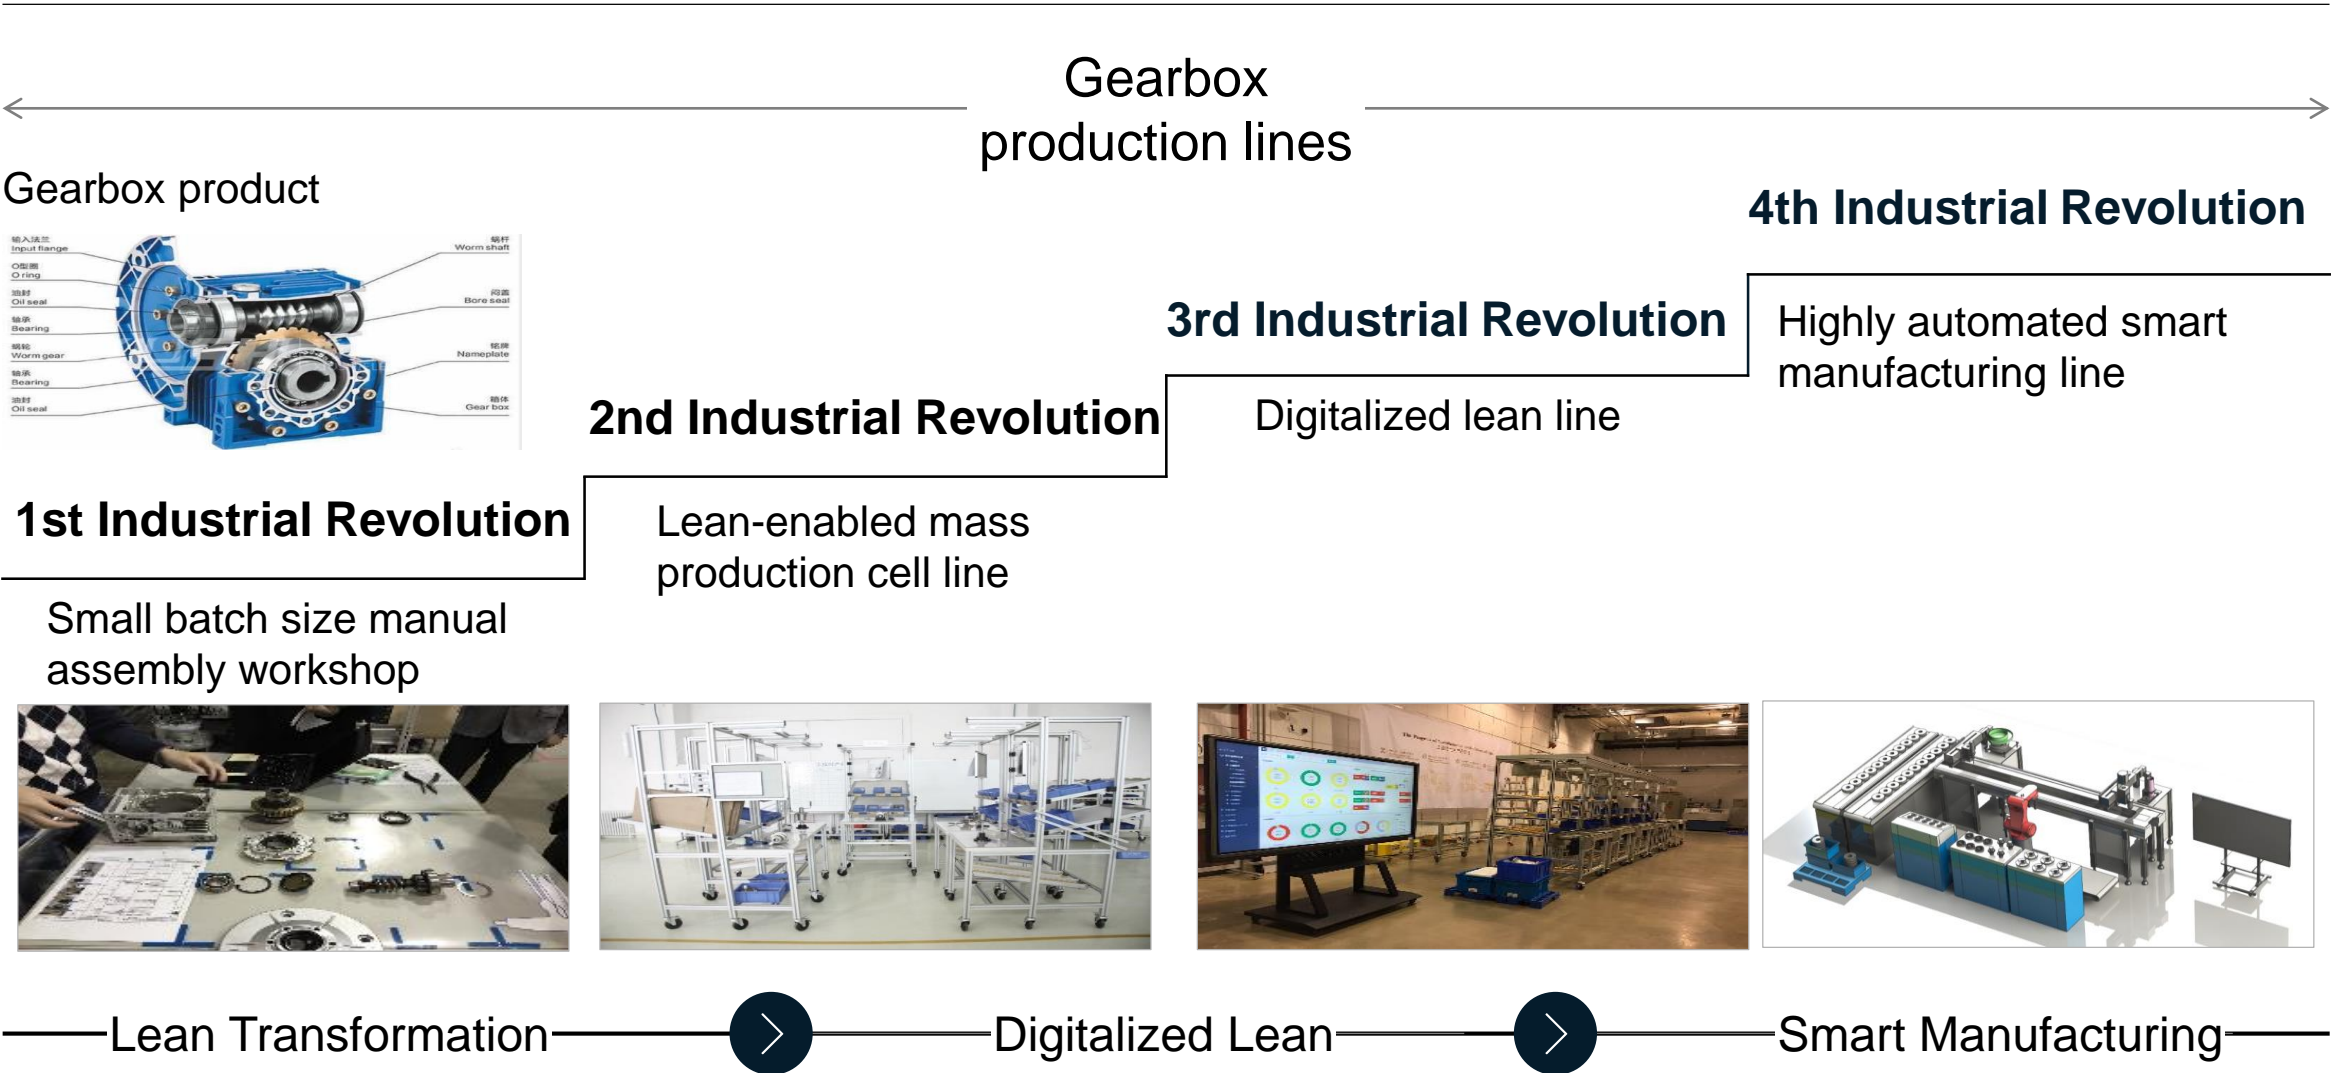 Gearbox
production lines
Gearbox product
输入法兰
Input flange
O型圈
O ring
油封
Oil seal
轴承
Bearing
蜗轮
Worm gear
轴承
Bearing
油封
Oil seal
蜗杆
Worm shaft
闷盖
Bore seal
铭牌
Nameplate
箱体
Gear box
1st Industrial Revolution
Small batch size manual
assembly workshop
2nd Industrial Revolution
Lean-enabled mass
production cell line
3rd Industrial Revolution
Digitalized lean line
4th Industrial Revolution
Highly automated smart
manufacturing line
Lean Transformation
Digitalized Lean
Smart Manufacturing